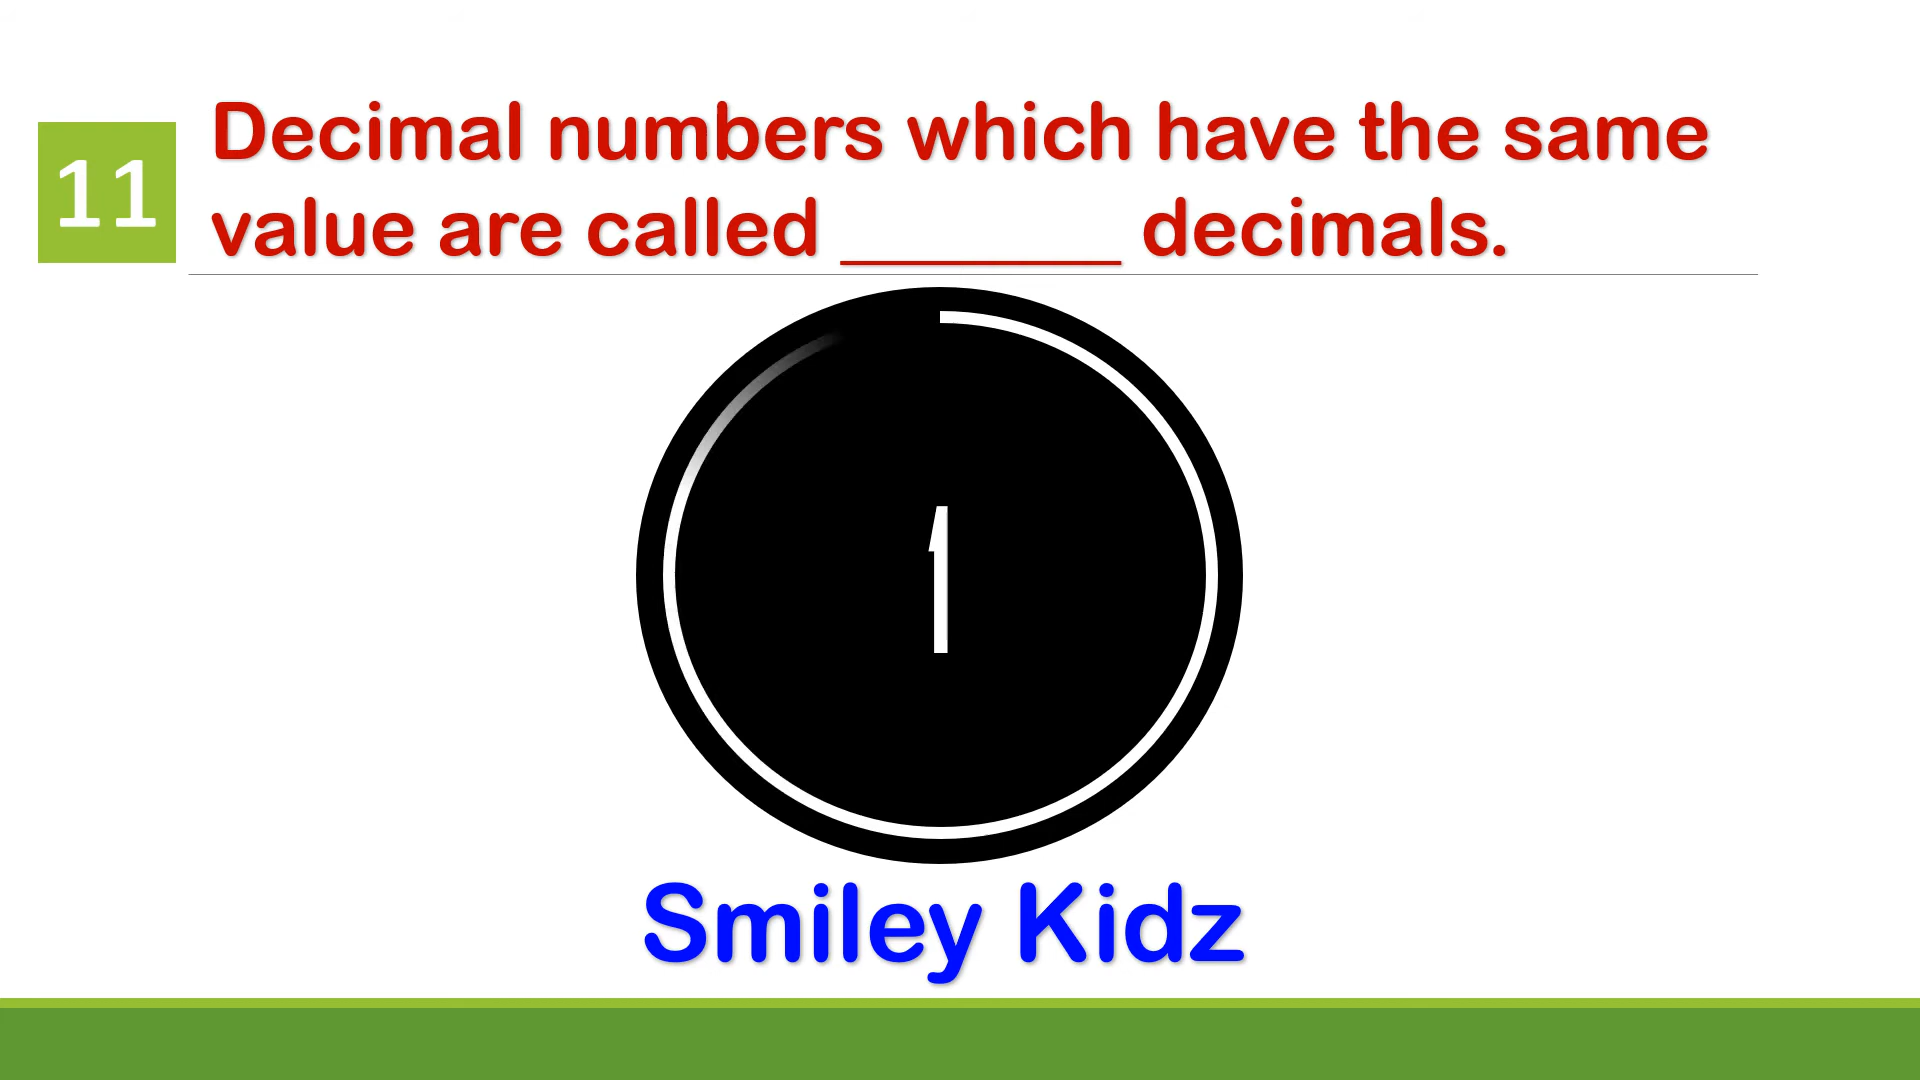 11
Decimal numbers which have the same
value are called _______ decimals.
1
Smiley Kidz